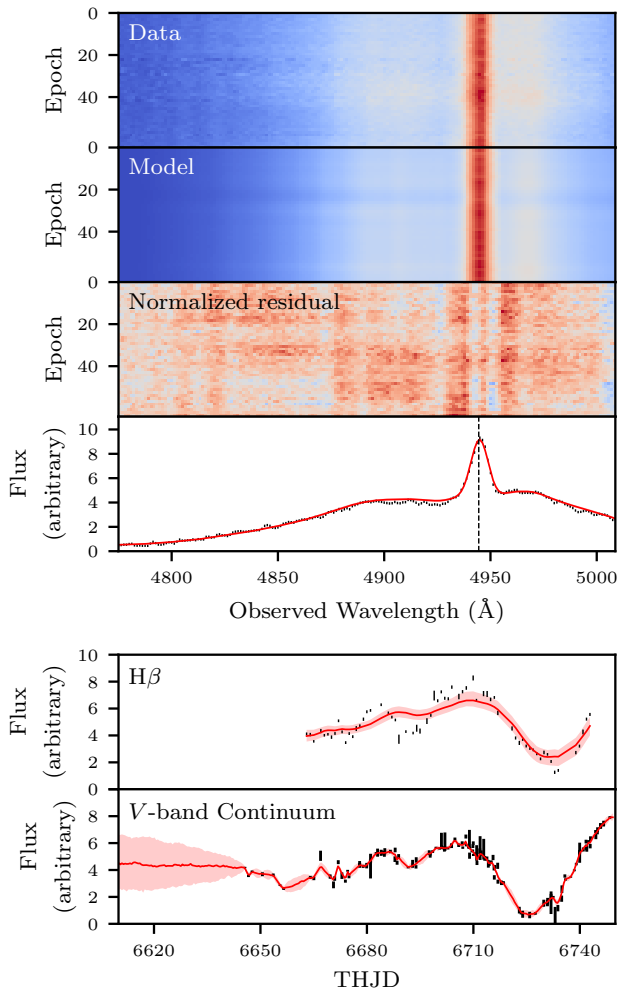 Data
Epoch
0
20
40
Model
Epoch
0
20
40
Normalized residual
Epoch
0
20
40
Flux
(arbitrary)
10
8
6
4
2
0
4800 4850 4900 4950 5000
Observed Wavelength (Å)
Hβ
Flux
(arbitrary)
10
8
6
4
2
0
V-band Continuum
Flux
(arbitrary)
8
6
4
2
0
6620 6650 6680 6710 6740
THJD